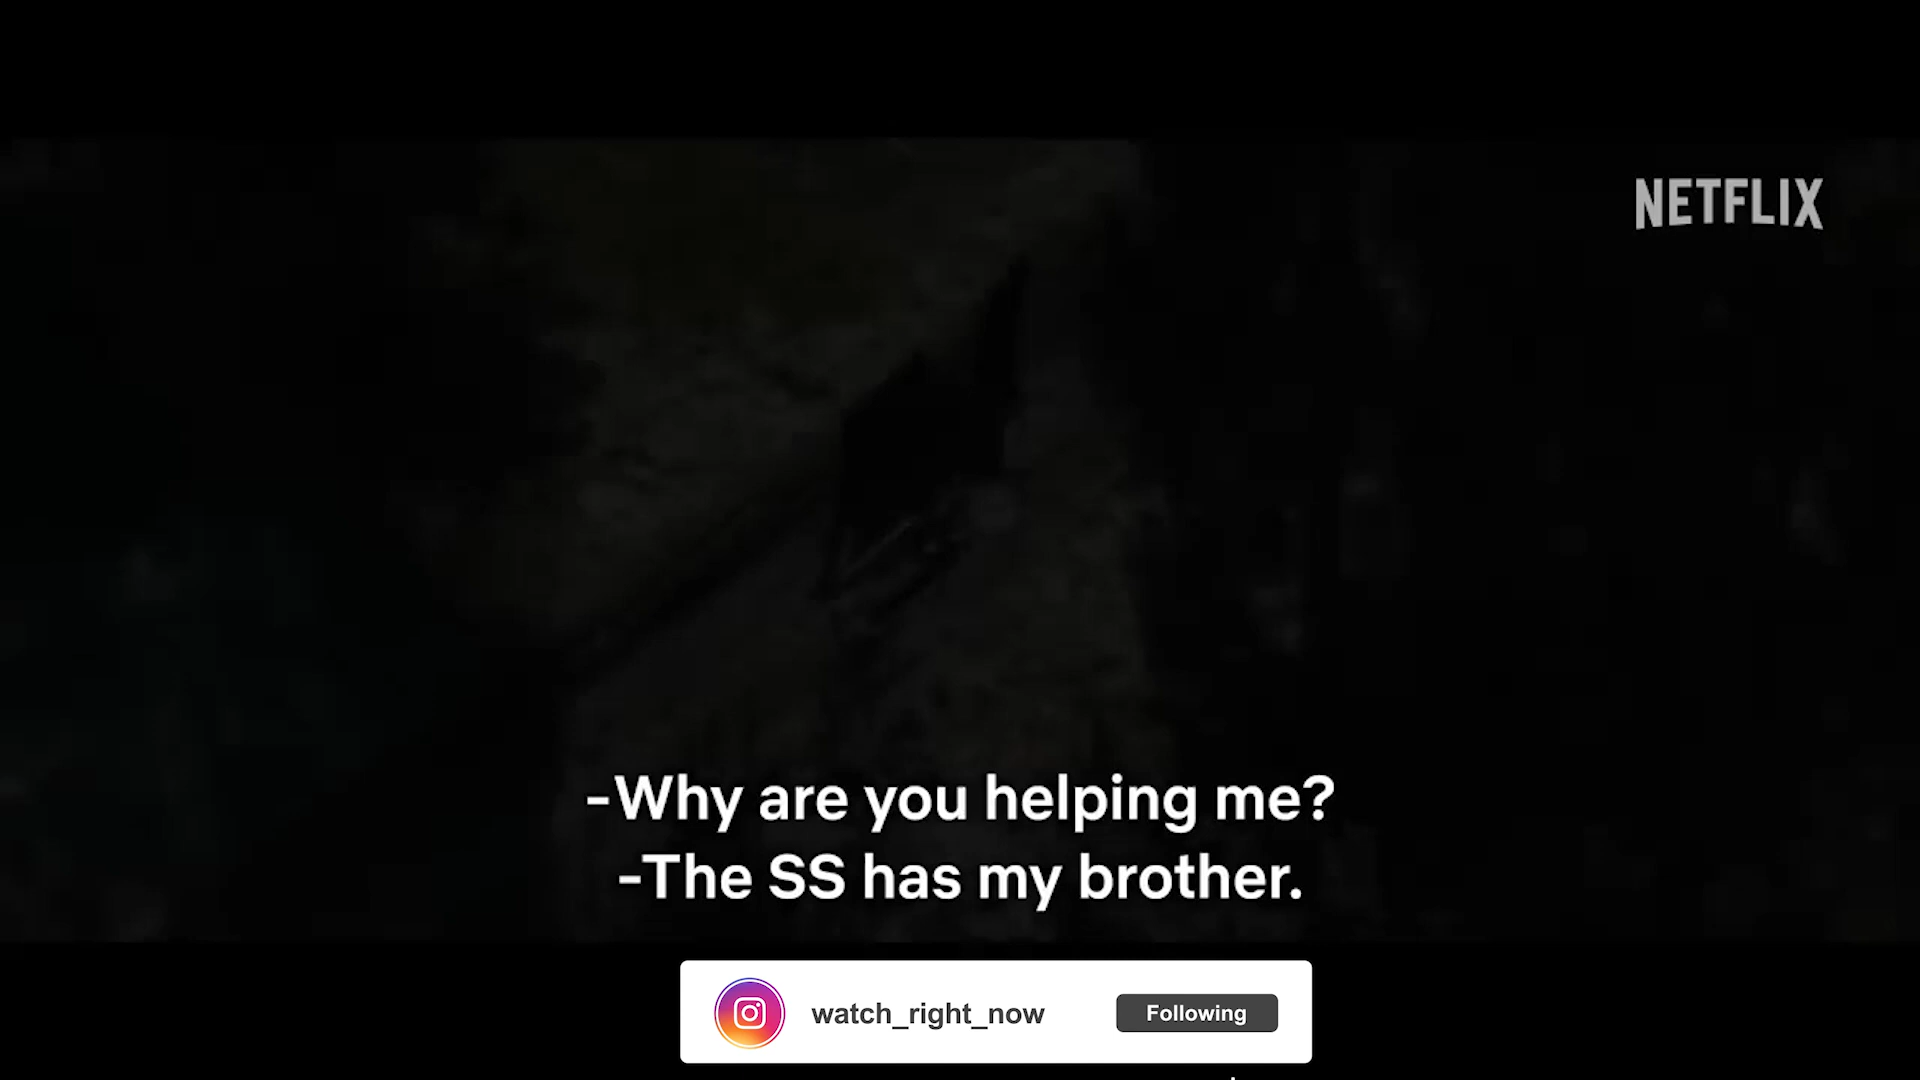 NETFLIX
-Why are you helping me?
-The SS has my brother.
watch_right_now
Following